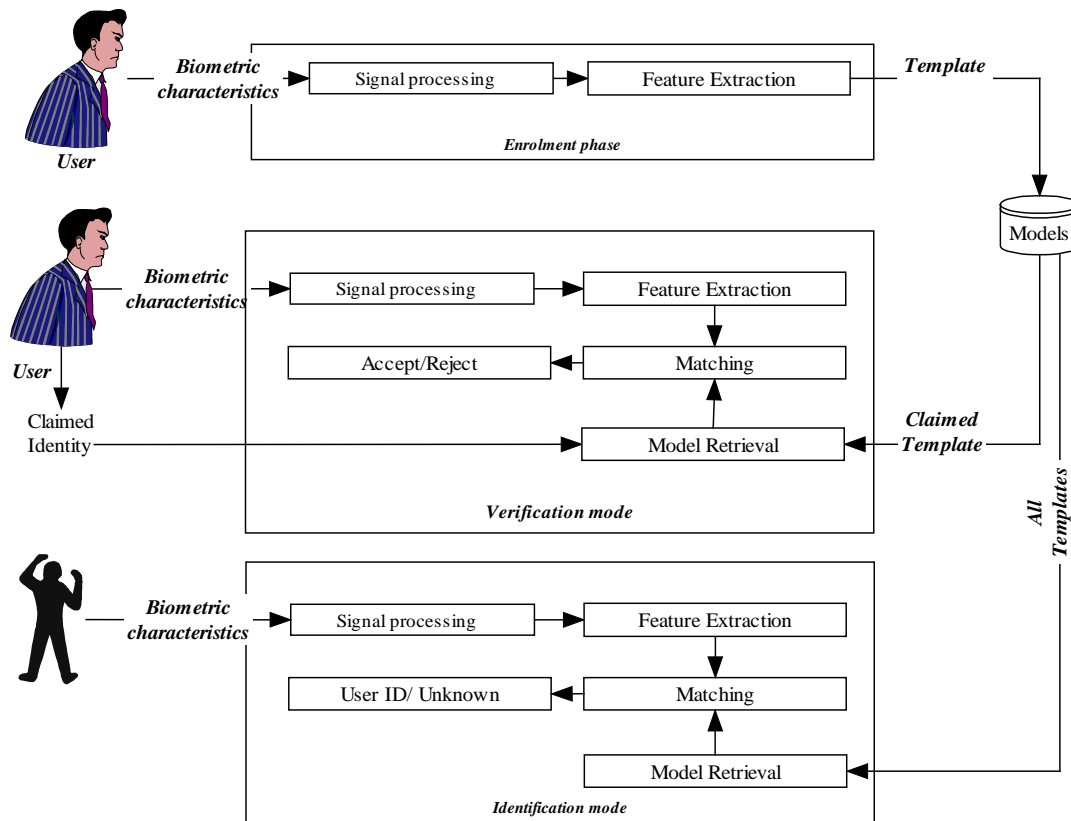 Biometric
characteristics
Signal processing
Feature Extraction
Template
Enrolment phase
User
Models
Biometric
characteristics
Signal processing
Feature Extraction
Accept/Reject
Matching
User
Claimed
Identity
Model Retrieval
Claimed
Template
Verification mode
All
Templates
Biometric
characteristics
Signal processing
Feature Extraction
User ID/ Unknown
Matching
Model Retrieval
Identification mode